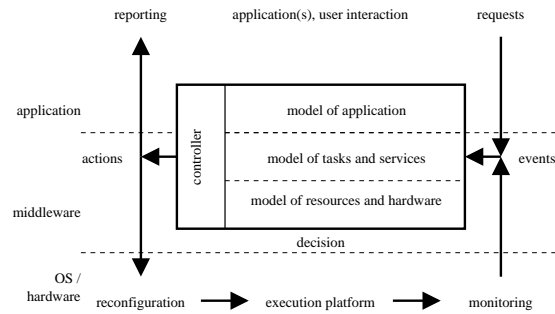 reporting
application(s), user interaction
requests
application
model of application
controller
actions
model of tasks and services
events
model of resources and hardware
middleware
decision
OS /
hardware
reconfiguration
execution platform
monitoring